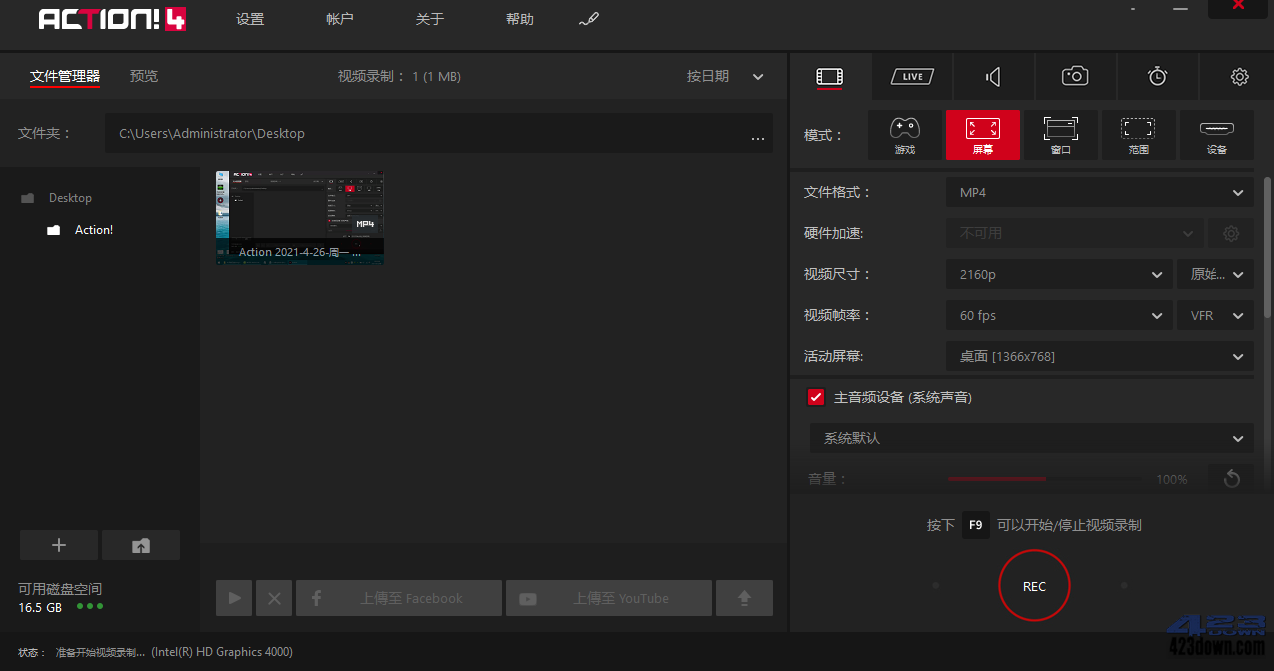 ACTION! 4
设置 帐户 关于 帮助
文件管理器 预览 视频录制： 1 (1 MB) 按日期
LIVE
文件夹： C:\Users\Administrator\Desktop ...
模式： 游戏 屏幕 窗口 范围 设备
Desktop
Action!
MP4
Action 2021-4-26-周一 ...
文件格式： MP4
硬件加速: 不可用
视频尺寸： 2160p 原始...
视频帧率： 60 fps VFR
活动屏幕: 桌面 [1366x768]
主音频设备 (系统声音)
系统默认
音量： 100%
按下 F9 可以开始/停止视频录制
REC
可用磁盘空间
16.5 GB
上傳至 Facebook 上傳至 YouTube
状态： 准备开始视频录制... (Intel(R) HD Graphics 4000)
423
DOWN
423down.com